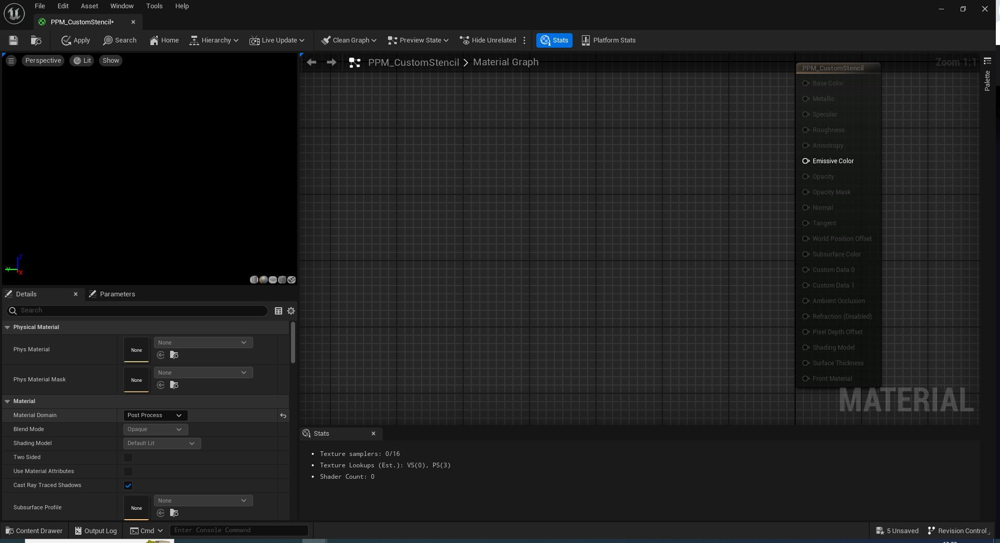 File Edit Asset Window Tools Help
PPM_CustomStencil*
Apply Search Home Hierarchy Live Update Clean Graph Preview State Hide Unrelated Stats Platform Stats
Perspective Lit Show
PPM_CustomStencil > Material Graph
Zoom 1:1
Palette
PPM_CustomStencil
Base Color
Metallic
Specular
Roughness
Anisotropy
Emissive Color
Opacity
Opacity Mask
Normal
Tangent
World Position Offset
Subsurface Color
Custom Data 0
Custom Data 1
Ambient Occlusion
Refraction (Disabled)
Pixel Depth Offset
Shading Model
Surface Thickness
Front Material
MATERIAL
Z
Y
X
Details Parameters
Search
Physical Material
Phys Material None None
Phys Material Mask None None
Material
Material Domain Post Process
Blend Mode Opaque
Shading Model Default Lit
Two Sided
Use Material Attributes
Cast Ray Traced Shadows
Subsurface Profile None None
Stats
• Texture samplers: 0/16
• Texture Lookups (Est.): VS(0), PS(3)
• Shader Count: 0
Content Drawer Output Log Cmd Enter Console Command 5 Unsaved Revision Control